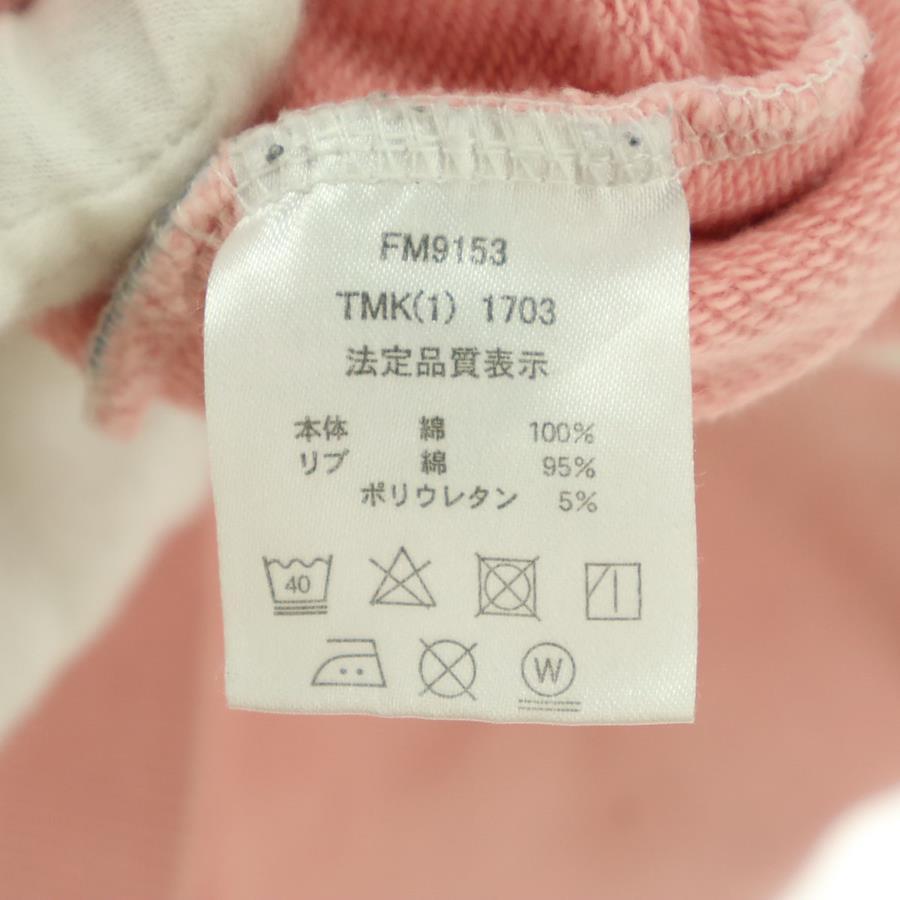 FM9153
TMK(1) 1703
法定品質表示
本体 綿 100%
リブ 綿 95%
ポリウレタン 5%
40
W